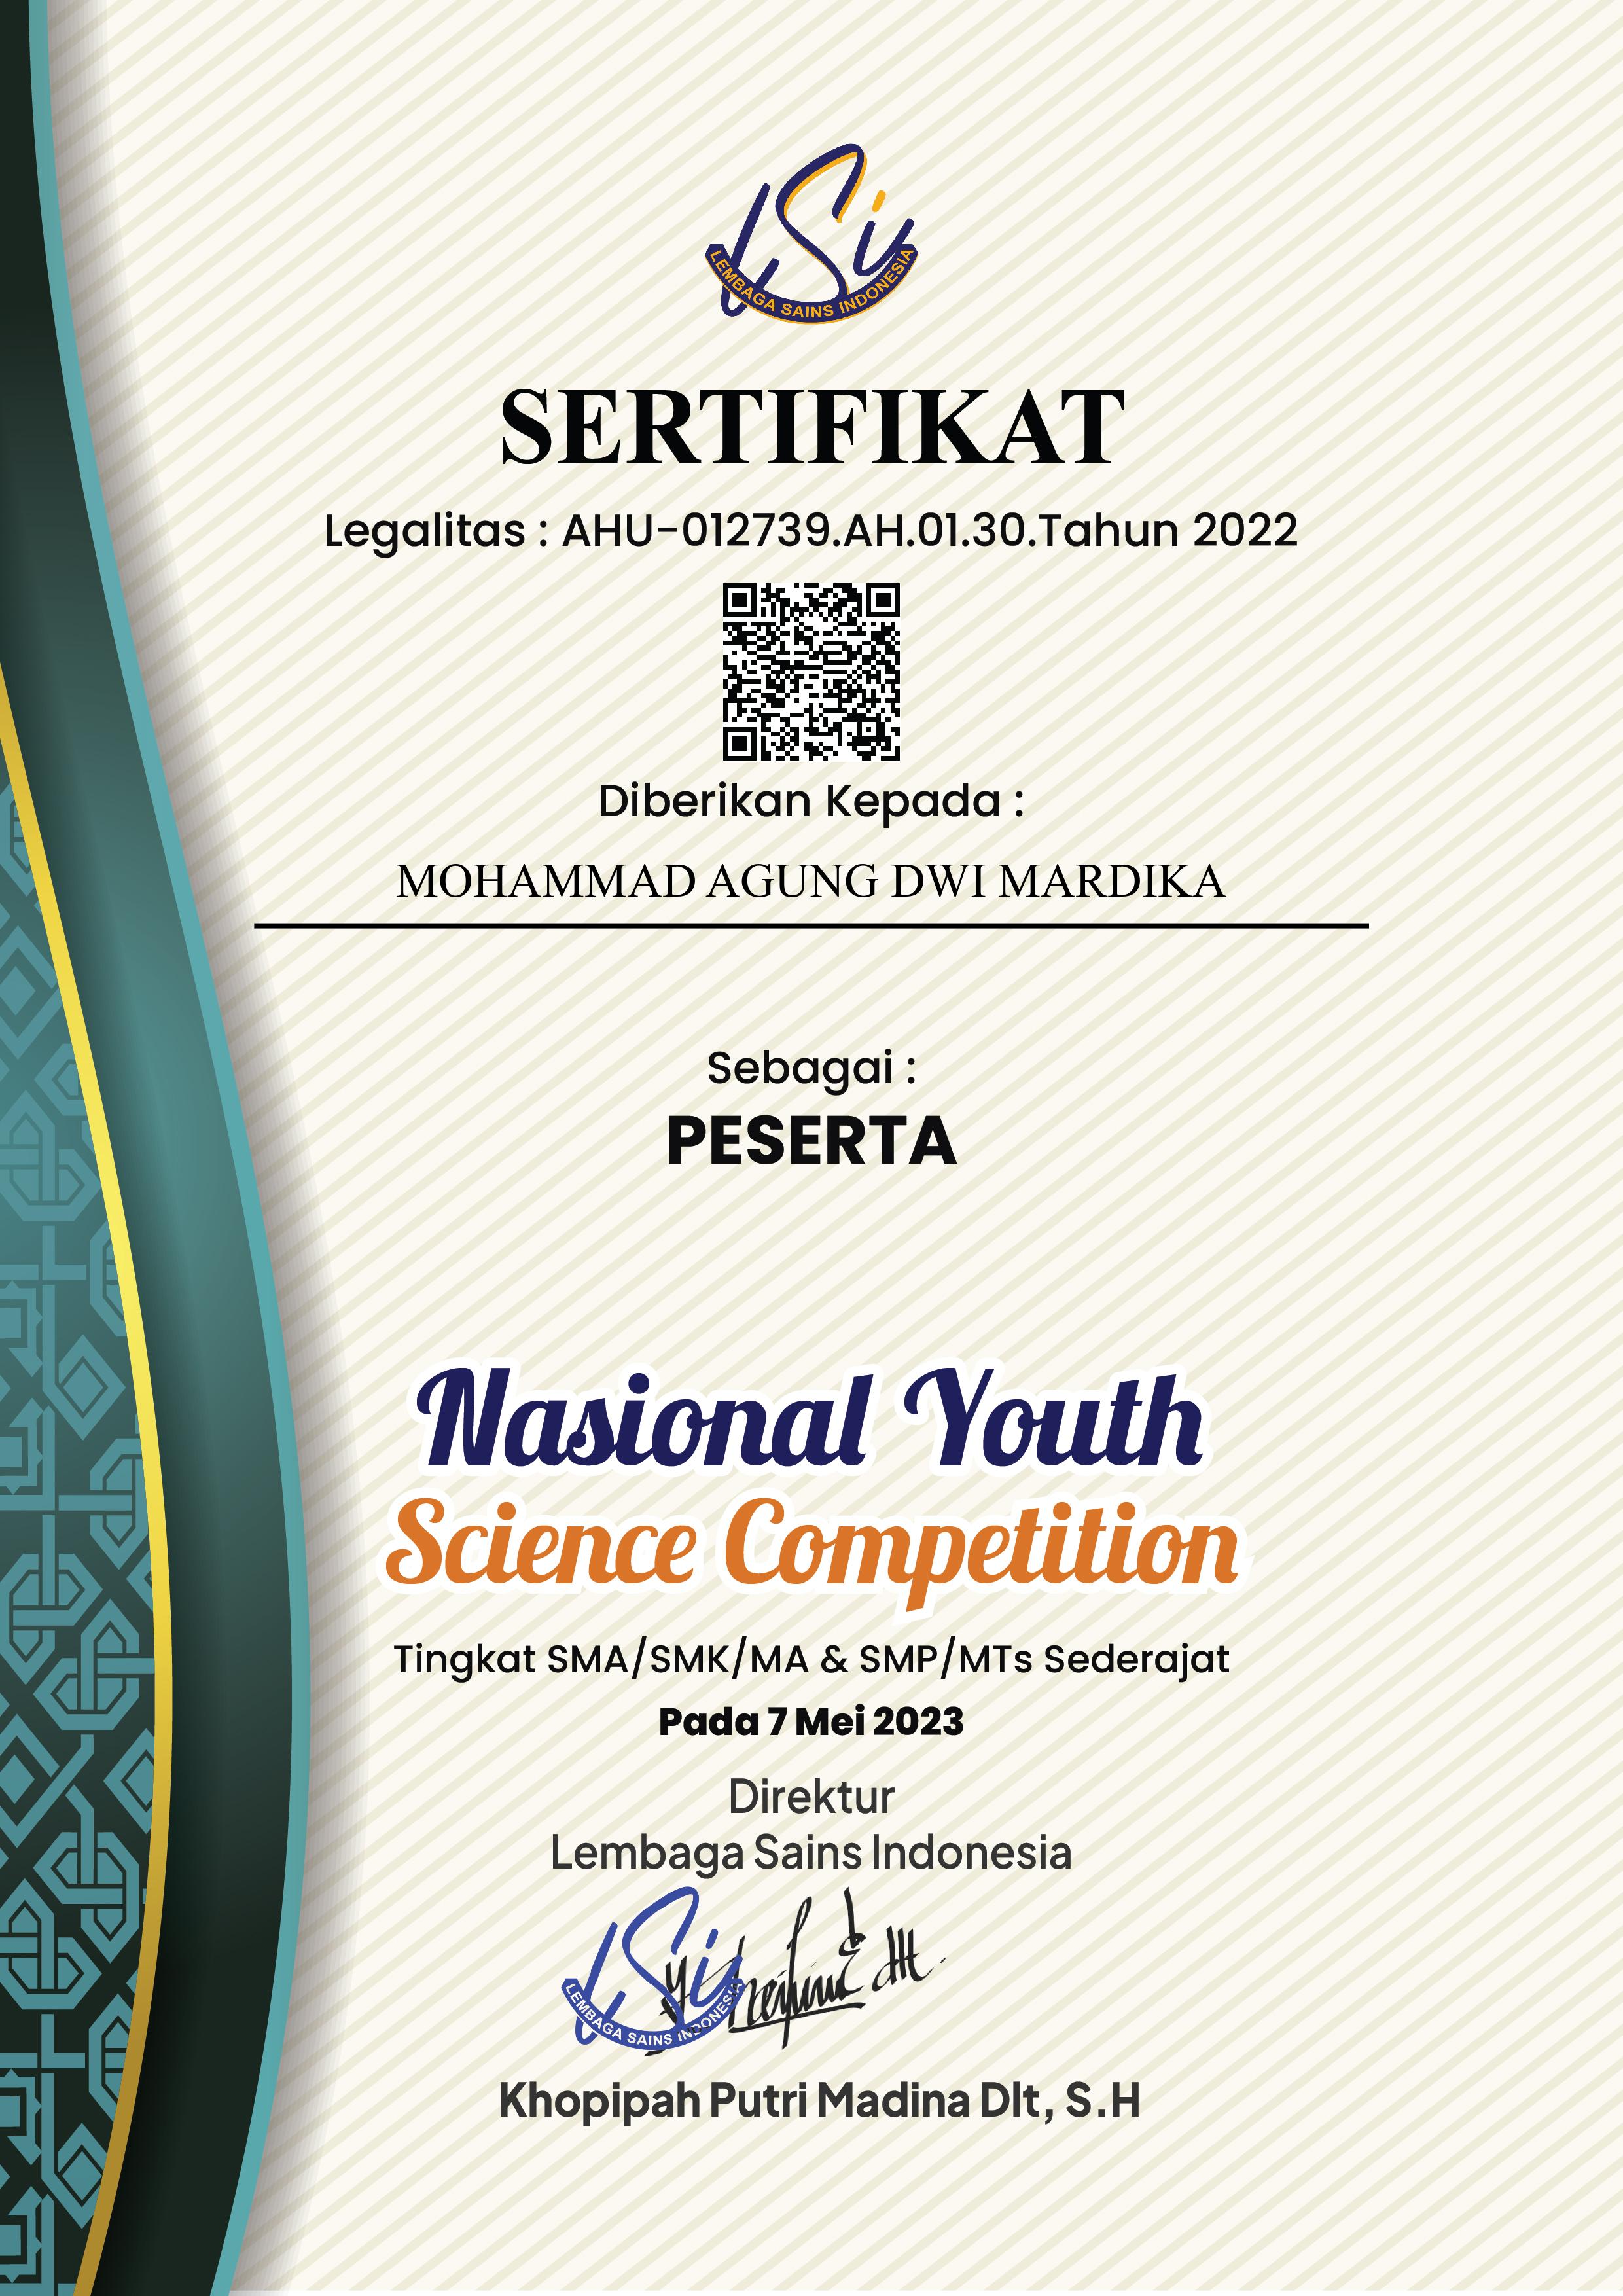 LSi
LEMBAGA SAINS INDONESIA
SERTIFIKAT
Legalitas : AHU-012739.AH.01.30.Tahun 2022
Diberikan Kepada :
MOHAMMAD AGUNG DWI MARDIKA
Sebagai :
PESERTA
Nasional Youth
Science Competition
Tingkat SMA/SMK/MA & SMP/MTs Sederajat
Pada 7 Mei 2023
Direktur
Lembaga Sains Indonesia
LSi
LEMBAGA SAINS INDONESIA
Khopipah Putri Madina Dlt, S.H